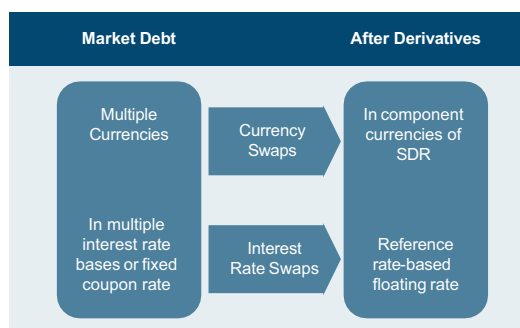 Market Debt
After Derivatives
Multiple
Currencies
Currency
Swaps
In component
currencies of
SDR
In multiple
interest rate
bases or fixed
coupon rate
Interest
Rate Swaps
Reference
rate-based
floating rate